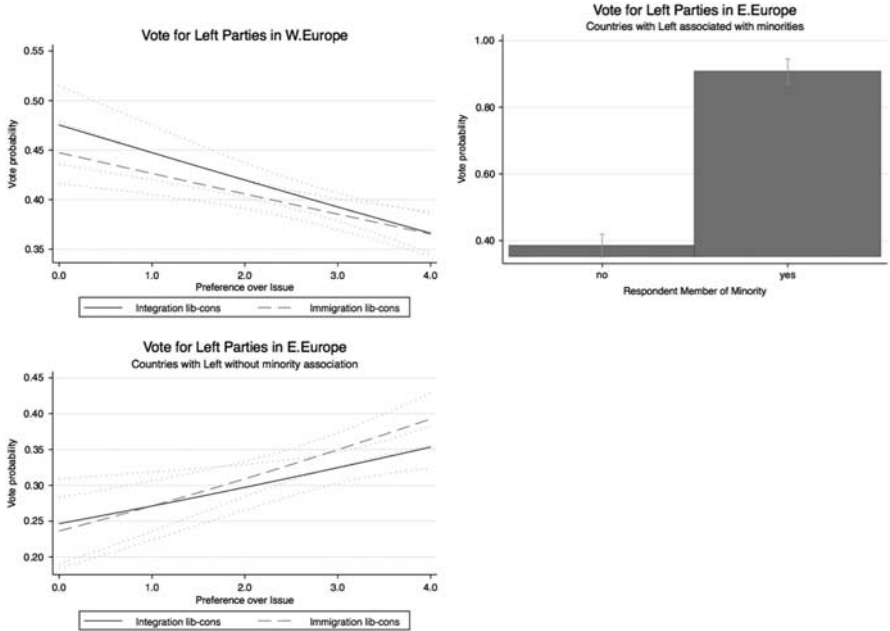 Vote for Left Parties in W.Europe
0.55
0.50
0.45
0.40
0.35
Vote probability
0.0 1.0 2.0 3.0 4.0
Preference over Issue
Integration lib-cons Immigration lib-cons
Vote for Left Parties in E.Europe
Countries with Left associated with minorities
1.00
0.80
0.60
0.40
Vote probability
no yes
Respondent Member of Minority
Vote for Left Parties in E.Europe
Countries with Left without minority association
0.45
0.40
0.35
0.30
0.25
0.20
Vote probability
0.0 1.0 2.0 3.0 4.0
Preference over Issue
Integration lib-cons Immigration lib-cons